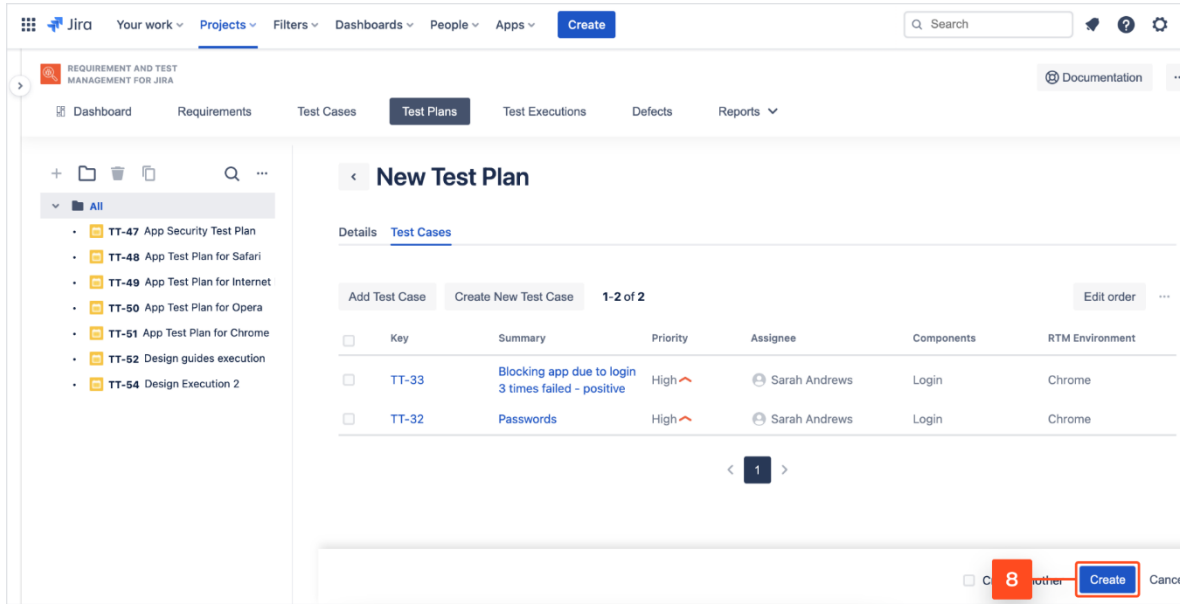 Jira Your work Projects Filters Dashboards People Apps Create Search
REQUIREMENT AND TEST
MANAGEMENT FOR JIRA
Documentation
Dashboard Requirements Test Cases Test Plans Test Executions Defects Reports
New Test Plan
All
TT-47 App Security Test Plan
TT-48 App Test Plan for Safari
TT-49 App Test Plan for Internet
TT-50 App Test Plan for Opera
TT-51 App Test Plan for Chrome
TT-52 Design guides execution
TT-54 Design Execution 2
Details Test Cases
Add Test Case Create New Test Case 1-2 of 2 Edit order
Key Summary Priority Assignee Components RTM Environment
TT-33 Blocking app due to login
3 times failed - positive High Sarah Andrews Login Chrome
TT-32 Passwords High Sarah Andrews Login Chrome
1
8 Create